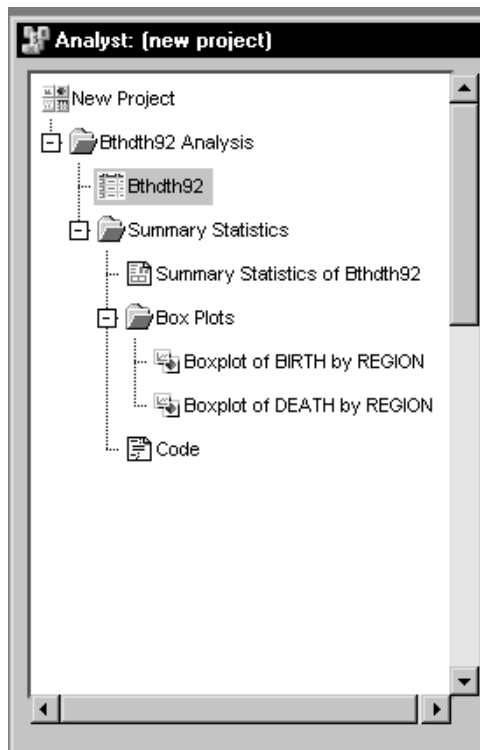 Analyst: (new project)
New Project
Bthdth92 Analysis
Bthdth92
Summary Statistics
Summary Statistics of Bthdth92
Box Plots
Boxplot of BIRTH by REGION
Boxplot of DEATH by REGION
Code